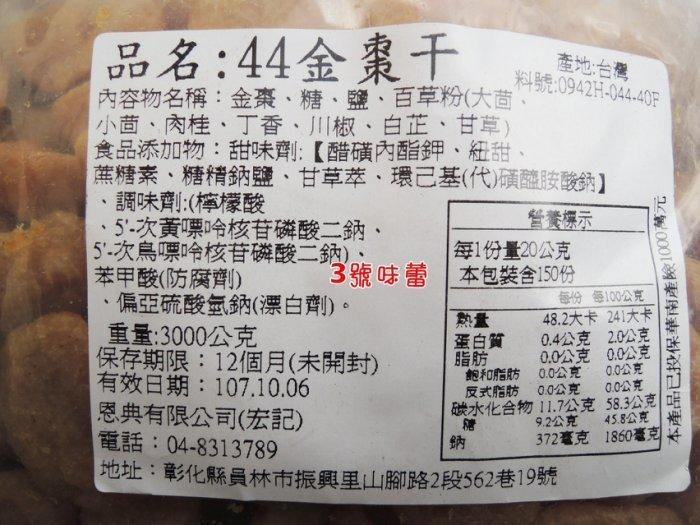 品名:44金棗干
產地:台灣
料號:0942H-044-40F
內容物名稱：金棗、糖、鹽、百草粉(大茴、
小茴、肉桂、丁香、川椒、白芷、甘草)
食品添加物：甜味劑:【醋磺內酯鉀、紐甜、
蔗糖素、糖精鈉鹽、甘草萃、環己基(代)磺醯胺酸鈉】
、調味劑:(檸檬酸
、5'-次黃嘌呤核苷磷酸二鈉、
5'-次鳥嘌呤核苷磷酸二鈉)、
苯甲酸(防腐劑)
、偏亞硫酸氫鈉(漂白劑)。
重量:3000公克
保存期限：12個月(未開封)
有效日期：107.10.06
恩典有限公司(宏記)
電話：04-8313789
地址：彰化縣員林市振興里山腳路2段562巷19號
營養標示
每1份量20公克
本包裝含150份
每份 每100公克
熱量 48.2大卡 241大卡
蛋白質 0.4公克 2.0公克
脂肪 0.0公克 0.0公克
飽和脂肪 0.0公克 0.0公克
反式脂肪 0.0公克 0.0公克
碳水化合物 11.7公克 58.3公克
糖 9.2公克 45.8公克
鈉 372毫克 1860毫克
本產品已投保華南產險1000萬元
3號味蕾